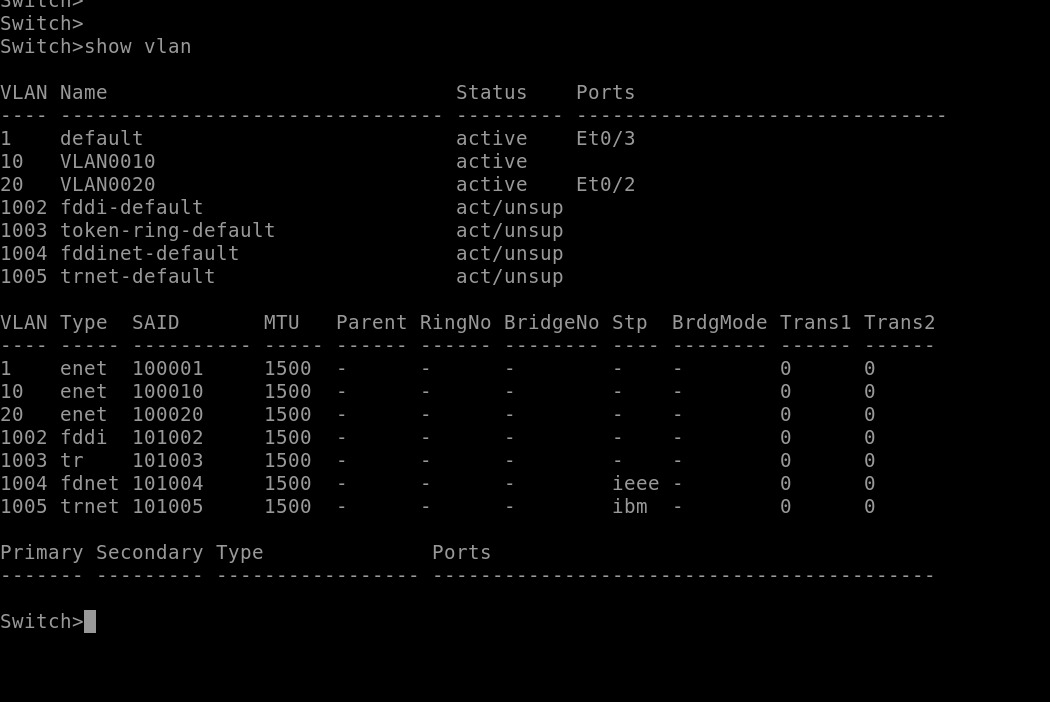 Switch>
Switch>
Switch>show vlan

VLAN Name                             Status    Ports
---- -------------------------------- --------- -------------------------------
1    default                          active    Et0/3
10   VLAN0010                         active
20   VLAN0020                         active    Et0/2
1002 fddi-default                     act/unsup
1003 token-ring-default               act/unsup
1004 fddinet-default                  act/unsup
1005 trnet-default                    act/unsup

VLAN Type  SAID       MTU   Parent RingNo BridgeNo Stp  BrdgMode Trans1 Trans2
---- ----- ---------- ----- ------ ------ -------- ---- -------- ------ ------
1    enet  100001     1500  -      -      -        -    -        0      0
10   enet  100010     1500  -      -      -        -    -        0      0
20   enet  100020     1500  -      -      -        -    -        0      0
1002 fddi  101002     1500  -      -      -        -    -        0      0
1003 tr    101003     1500  -      -      -        -    -        0      0
1004 fdnet 101004     1500  -      -      -        ieee -        0      0
1005 trnet 101005     1500  -      -      -        ibm  -        0      0

Primary Secondary Type              Ports
------- --------- ----------------- ------------------------------------------

Switch>